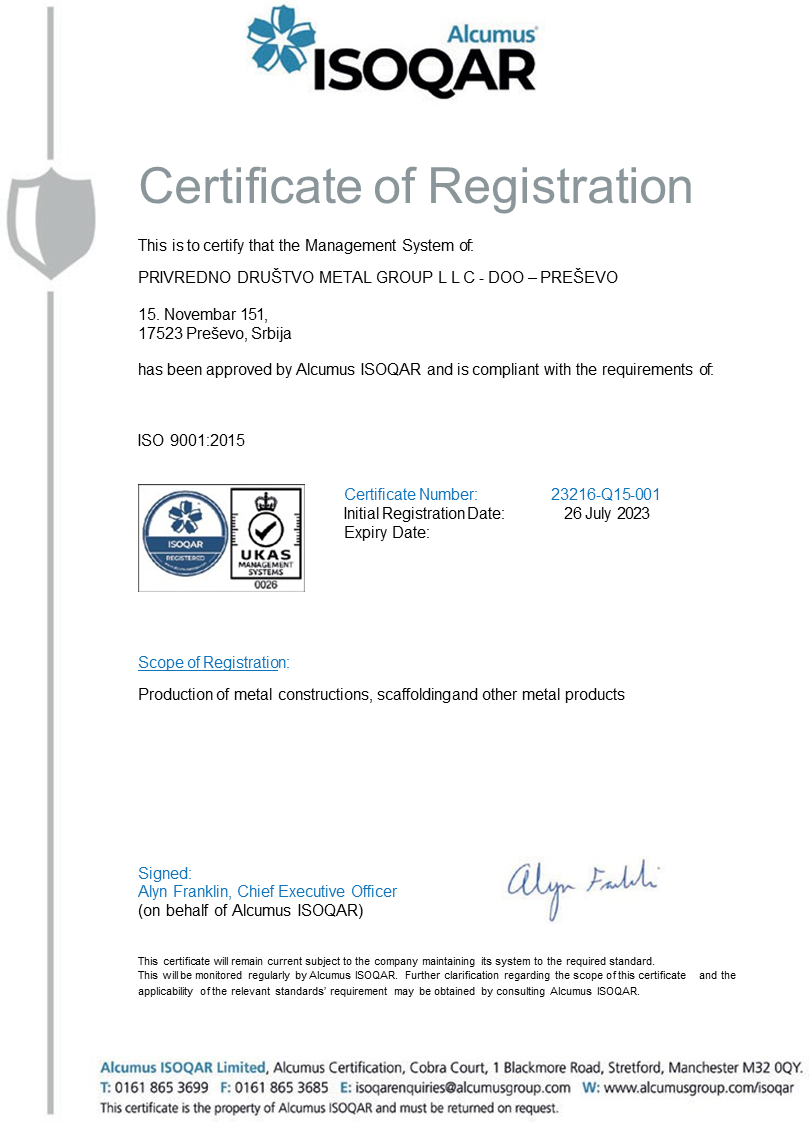 Alcumus®
ISOQAR
Certificate of Registration
This is to certify that the Management System of:
PRIVREDNO DRUŠTVO METAL GROUP L L C - DOO – PREŠEVO
15. Novembar 151,
17523 Preševo, Srbija
has been approved by Alcumus ISOQAR and is compliant with the requirements of:
ISO 9001:2015
ISOQAR
REGISTERED
UKAS
MANAGEMENT
SYSTEMS
0026
Certificate Number: 23216-Q15-001
Initial Registration Date: 26 July 2023
Expiry Date:
Scope of Registration:
Production of metal constructions, scaffolding and other metal products
Signed:
Alyn Franklin, Chief Executive Officer
(on behalf of Alcumus ISOQAR)
Alyn
This certificate will remain current subject to the company maintaining its system to the required standard.
This will be monitored regularly by Alcumus ISOQAR. Further clarification regarding the scope of this certificate and the
applicability of the relevant standards' requirement may be obtained by consulting Alcumus ISOQAR.
Alcumus ISOQAR Limited, Alcumus Certification, Cobra Court, 1 Blackmore Road, Stretford, Manchester M32 0QY.
T: 0161 865 3699 F: 0161 865 3685 E: isoqarenquiries@alcumusgroup.com W: www.alcumusgroup.com/isoqar
This certificate is the property of Alcumus ISOQAR and must be returned on request.